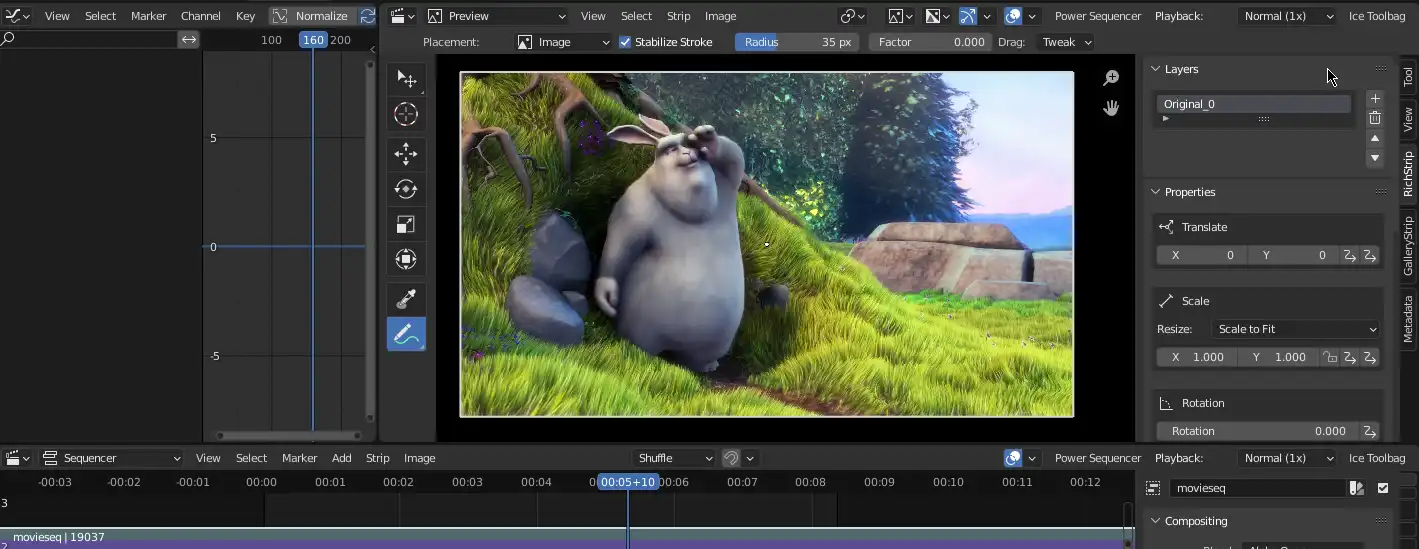 View Select Marker Channel Key Normalize
Preview View Select Strip Image Power Sequencer Playback: Normal (1x) Ice Toolbag
100 160 200
Placement: Image Stabilize Stroke Radius 35 px Factor 0.000 Drag: Tweak
5
0
-5
Layers
Original_0
Properties
Translate
X 0 Y 0
Scale
Resize: Scale to Fit
X 1.000 Y 1.000
Rotation
Rotation 0.000
Tool
View
RichStrip
GalleryStrip
Metadata
Sequencer View Select Marker Add Strip Image Shuffle Power Sequencer Playback: Normal (1x) Ice Toolbag
-00:03 -00:02 -00:01 00:00 00:01 00:02 00:03 00:04 00:05+10 00:06 00:07 00:08 00:09 00:10 00:11 00:12
3
movieseq | 19037
2
movieseq
Compositing